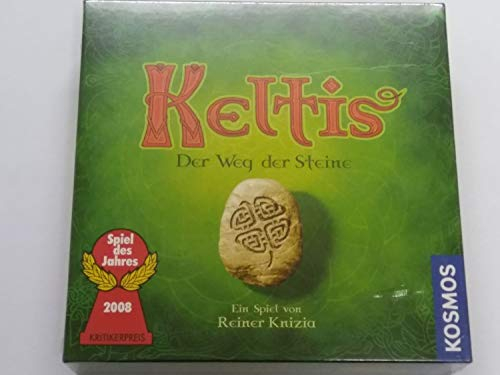 Keltis
Der Weg der Steine
Spiel
des
Jahres
2008
KRITIKERPREIS
Ein Spiel von
Reiner Knizia
KOSMOS